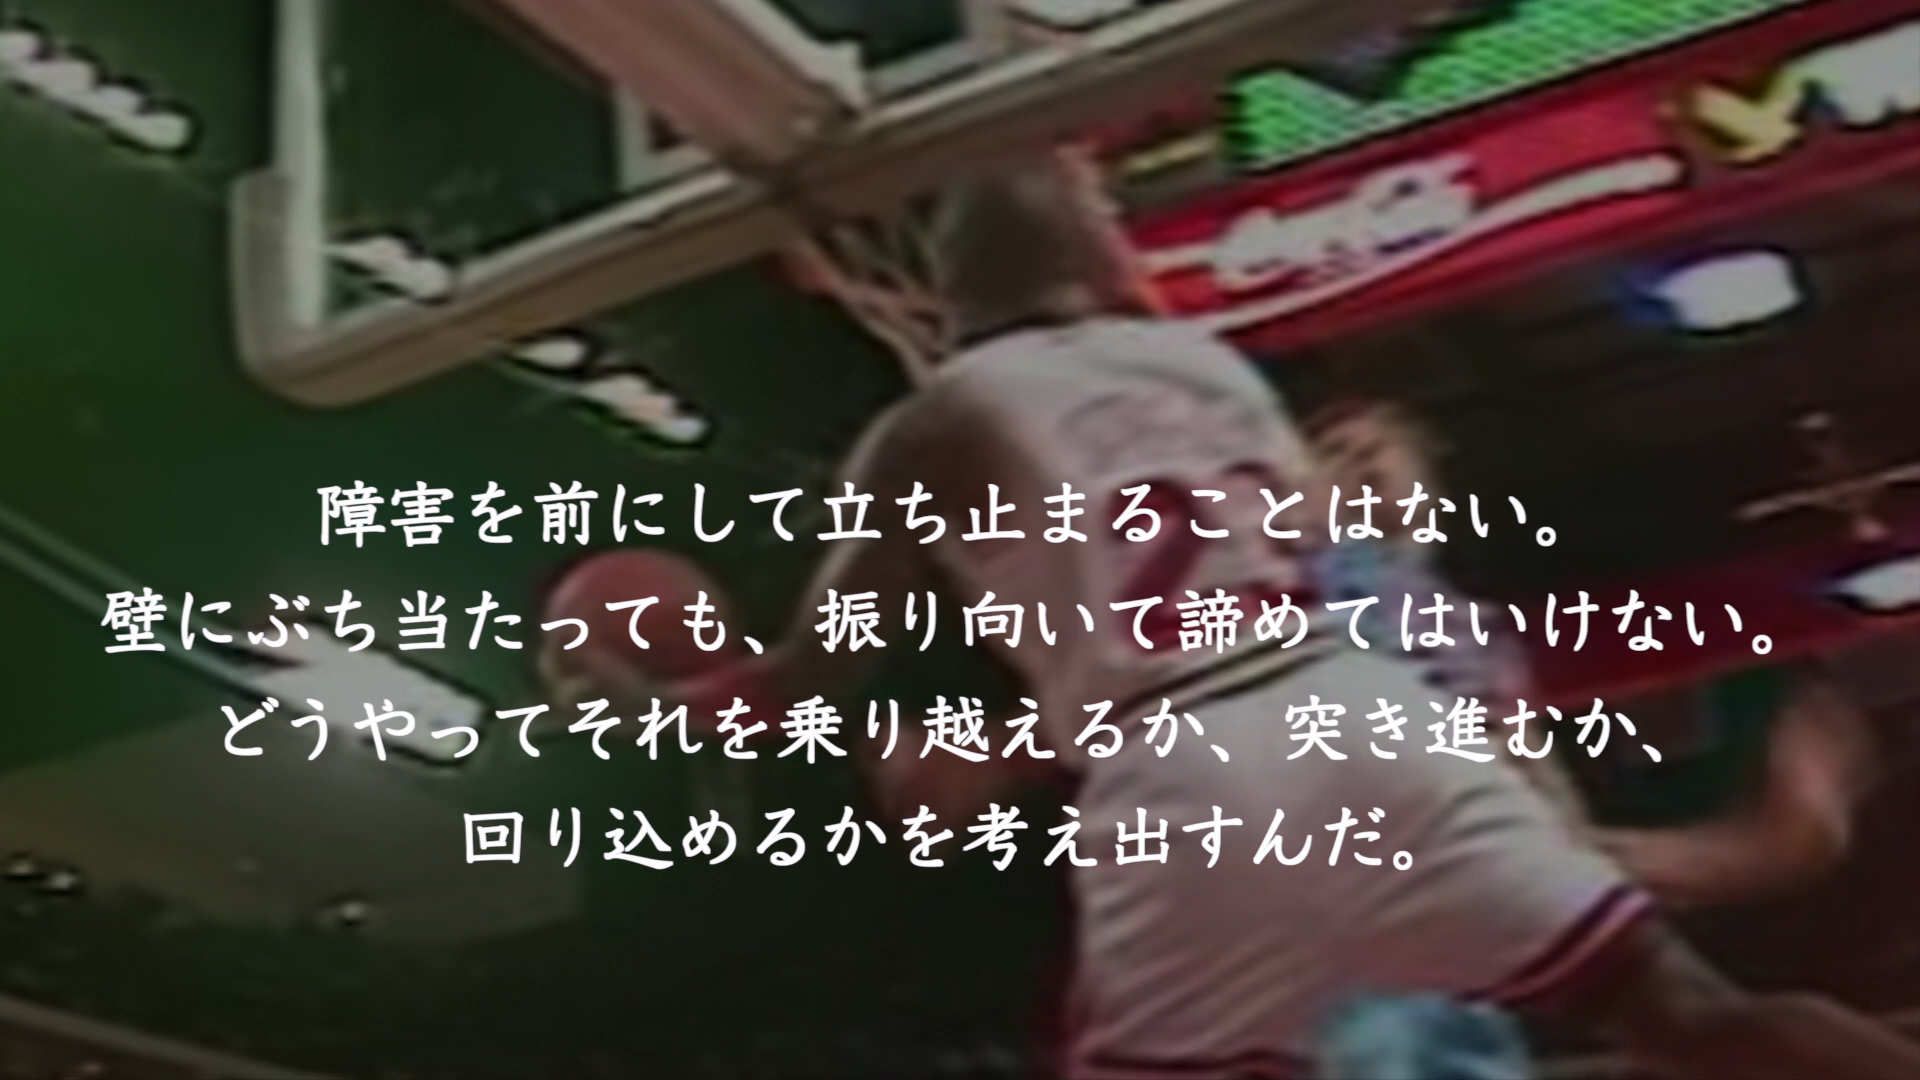 障害を前にして立ち止まることはない。
壁にぶち当たっても、振り向いて諦めてはいけない。
どうやってそれを乗り越えるか、突き進むか、
回り込めるかを考え出すんだ。